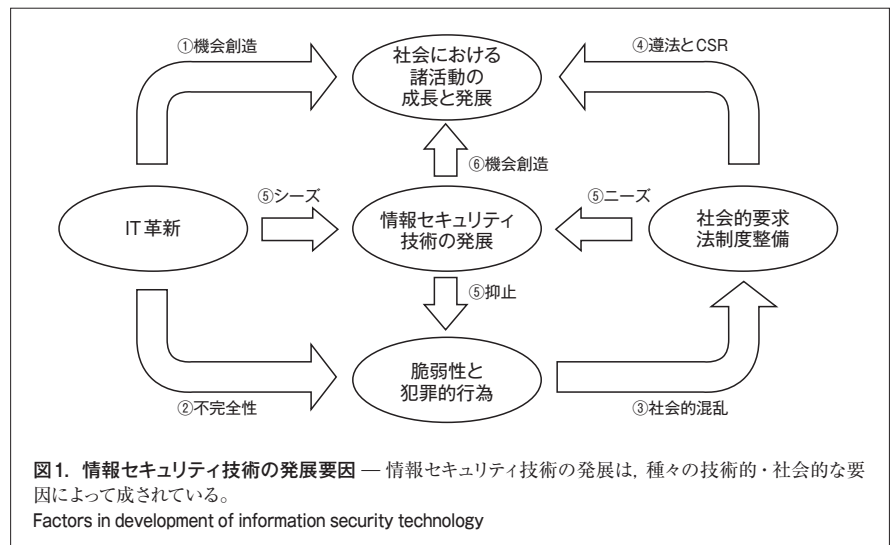 ①機会創造
社会における
諸活動の
成長と発展
④遵法とCSR
⑥機会創造
IT革新
⑤シーズ
情報セキュリティ
技術の発展
⑤ニーズ
社会的要求
法制度整備
⑤抑止
②不完全性
脆弱性と
犯罪的行為
③社会的混乱
図1. 情報セキュリティ技術の発展要因 — 情報セキュリティ技術の発展は，種々の技術的・社会的な要
因によって成されている。
Factors in development of information security technology